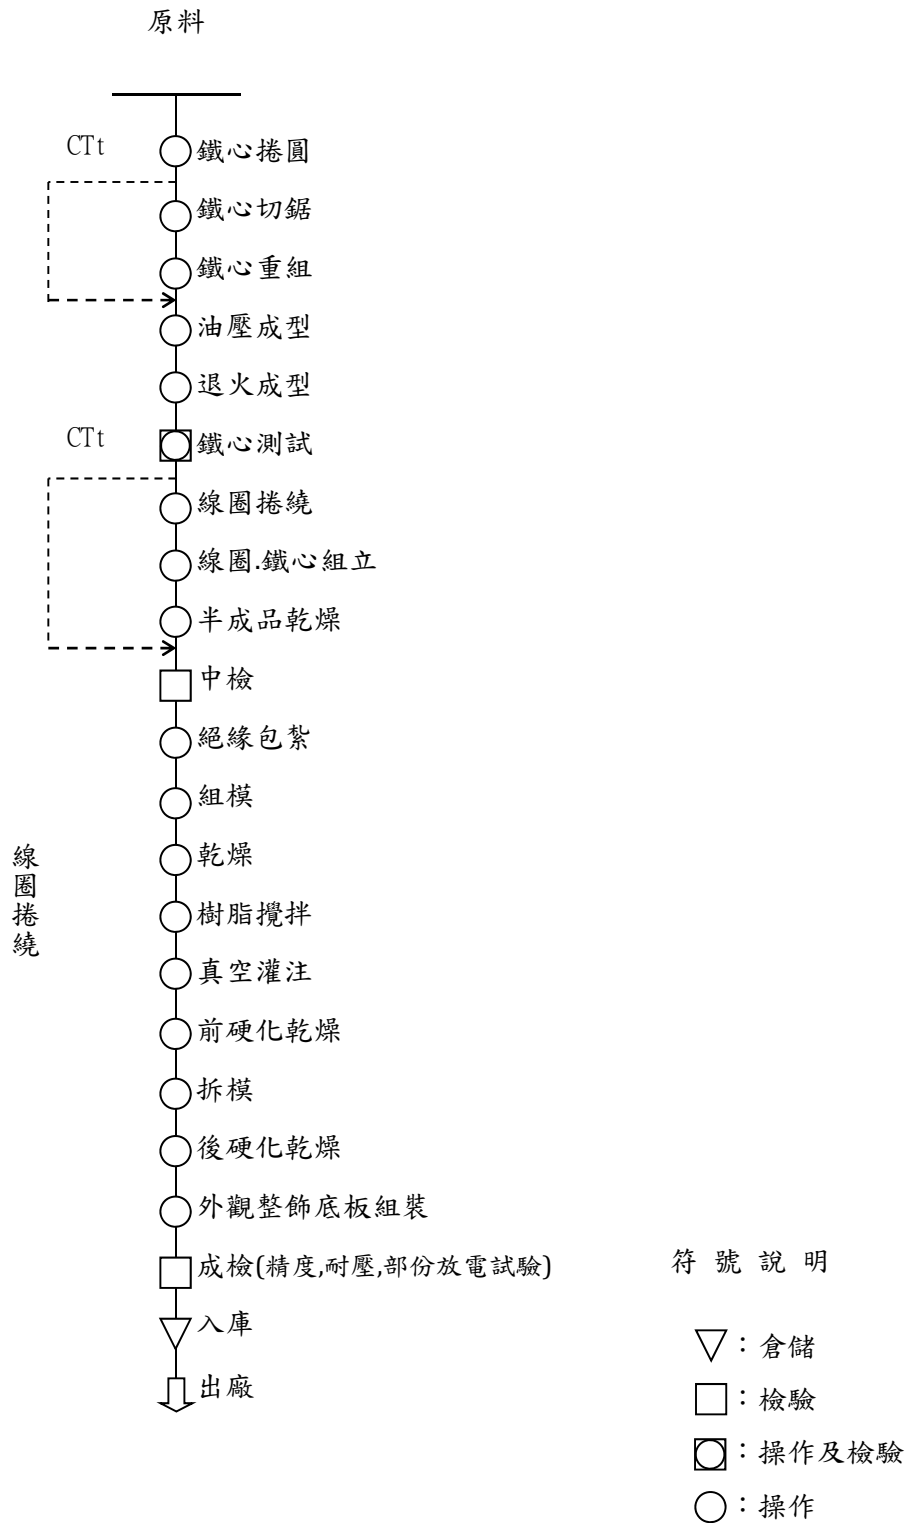 原料
CTt
鐵心捲圓
鐵心切鋸
鐵心重組
油壓成型
退火成型
CTt
鐵心測試
線圈捲繞
線圈.鐵心組立
半成品乾燥
中檢
絕緣包紮
組模
乾燥
線圈捲繞
樹脂攪拌
真空灌注
前硬化乾燥
拆模
後硬化乾燥
外觀整飾底板組裝
成檢(精度,耐壓,部份放電試驗)
入庫
出廠
符號說明
：倉儲
：檢驗
：操作及檢驗
：操作